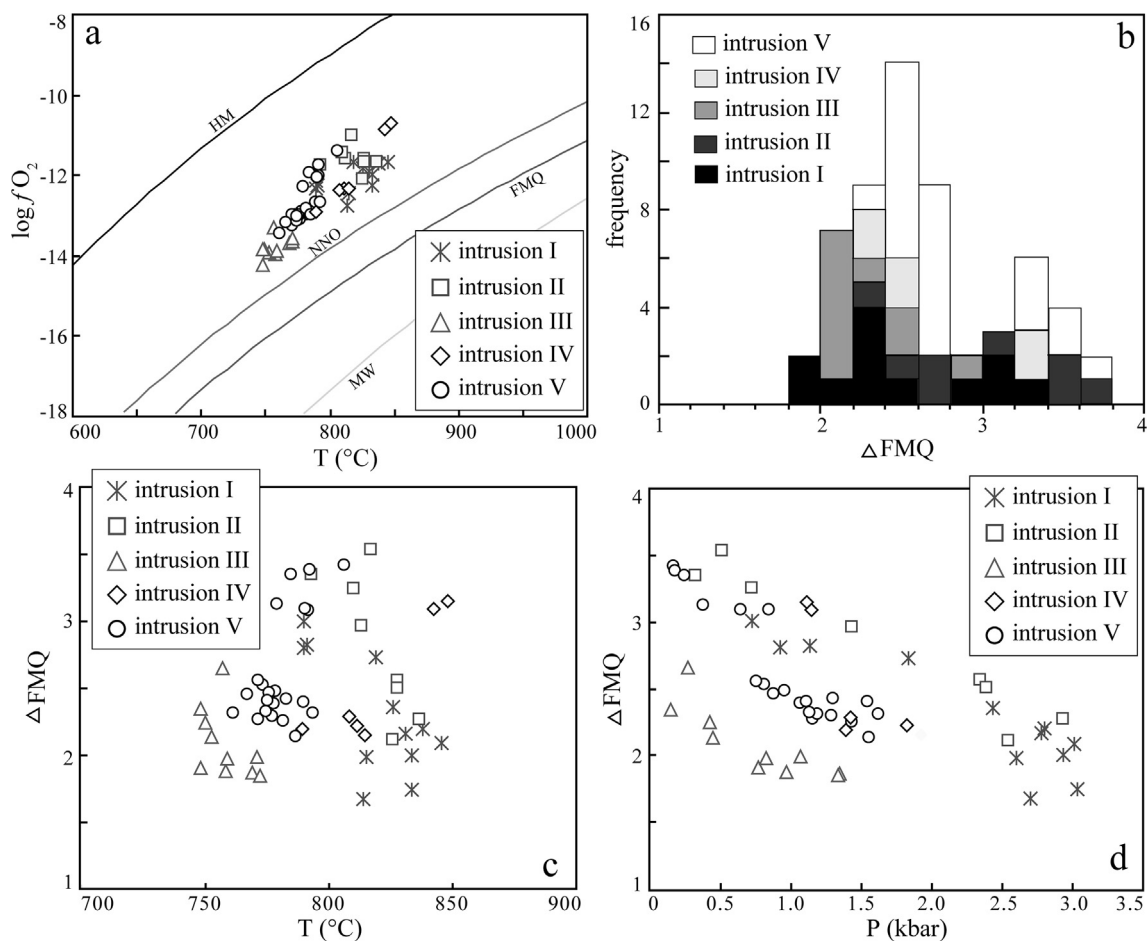 a
-8
-10
-12
-14
-16
-18
log f O2
HM
NNO
FMQ
MW
intrusion I
intrusion II
intrusion III
intrusion IV
intrusion V
600 700 800 900 1000
T (°C)
b
16
12
8
4
0
frequency
intrusion V
intrusion IV
intrusion III
intrusion II
intrusion I
1 2 3 4
△FMQ
c
4
3
2
1
△FMQ
intrusion I
intrusion II
intrusion III
intrusion IV
intrusion V
700 750 800 850 900
T (°C)
d
4
3
2
1
△FMQ
intrusion I
intrusion II
intrusion III
intrusion IV
intrusion V
0 0.5 1.0 1.5 2.0 2.5 3.0 3.5
P (kbar)